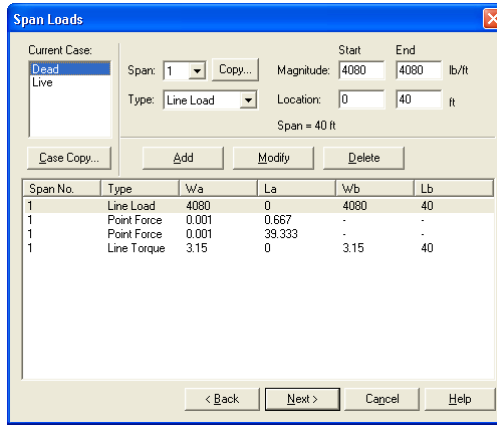 Span Loads
Current Case:
Dead
Live
Case Copy...
Span: 1 Copy...
Type: Line Load
Start End
Magnitude: 4080 4080 lb/ft
Location: 0 40 ft
Span = 40 ft
Add Modify Delete
Span No. Type Wa La Wb Lb
1 Line Load 4080 0 4080 40
1 Point Force 0.001 0.667 - -
1 Point Force 0.001 39.333 - -
1 Line Torque 3.15 0 3.15 40
< Back Next > Cancel Help